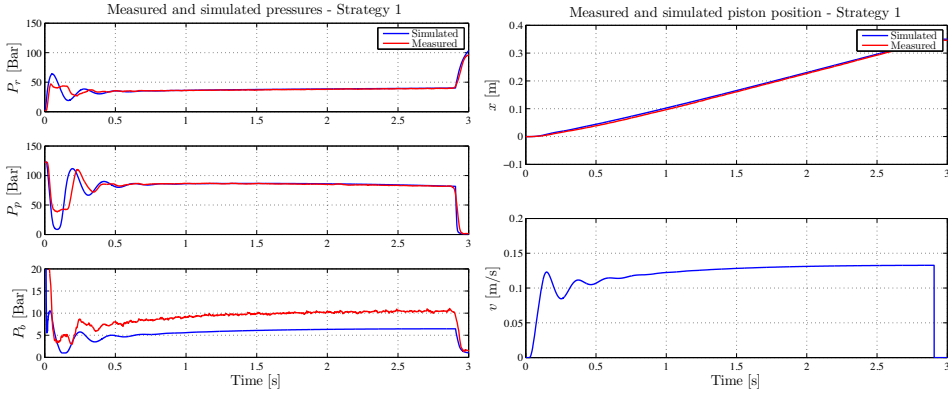 Measured and simulated pressures - Strategy 1
150
100
50
0
0 0.5 1 1.5 2 2.5 3
P_r [Bar]
Simulated
Measured
150
100
50
0
0 0.5 1 1.5 2 2.5 3
P_p [Bar]
20
15
10
5
0
0 0.5 1 1.5 2 2.5 3
P_b [Bar]
Time [s]
Measured and simulated piston position - Strategy 1
0.4
0.3
0.2
0.1
0
−0.1
0 0.5 1 1.5 2 2.5 3
x [m]
Simulated
Measured
0.2
0.15
0.1
0.05
0
0 0.5 1 1.5 2 2.5 3
v [m/s]
Time [s]